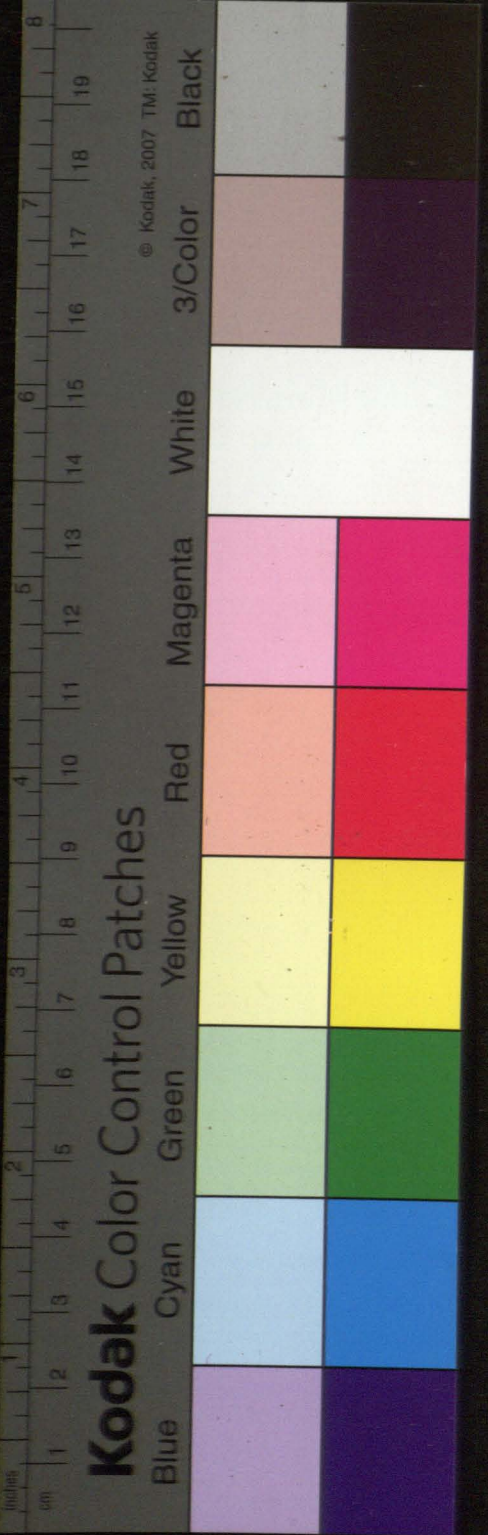 Inches 1 2 3 4 5 6 7 8
cm 1 2 3 4 5 6 7 8 9 10 11 12 13 14 15 16 17 18 19
Kodak Color Control Patches
© Kodak, 2007 TM: Kodak
Blue Cyan Green Yellow Red Magenta White 3/Color Black